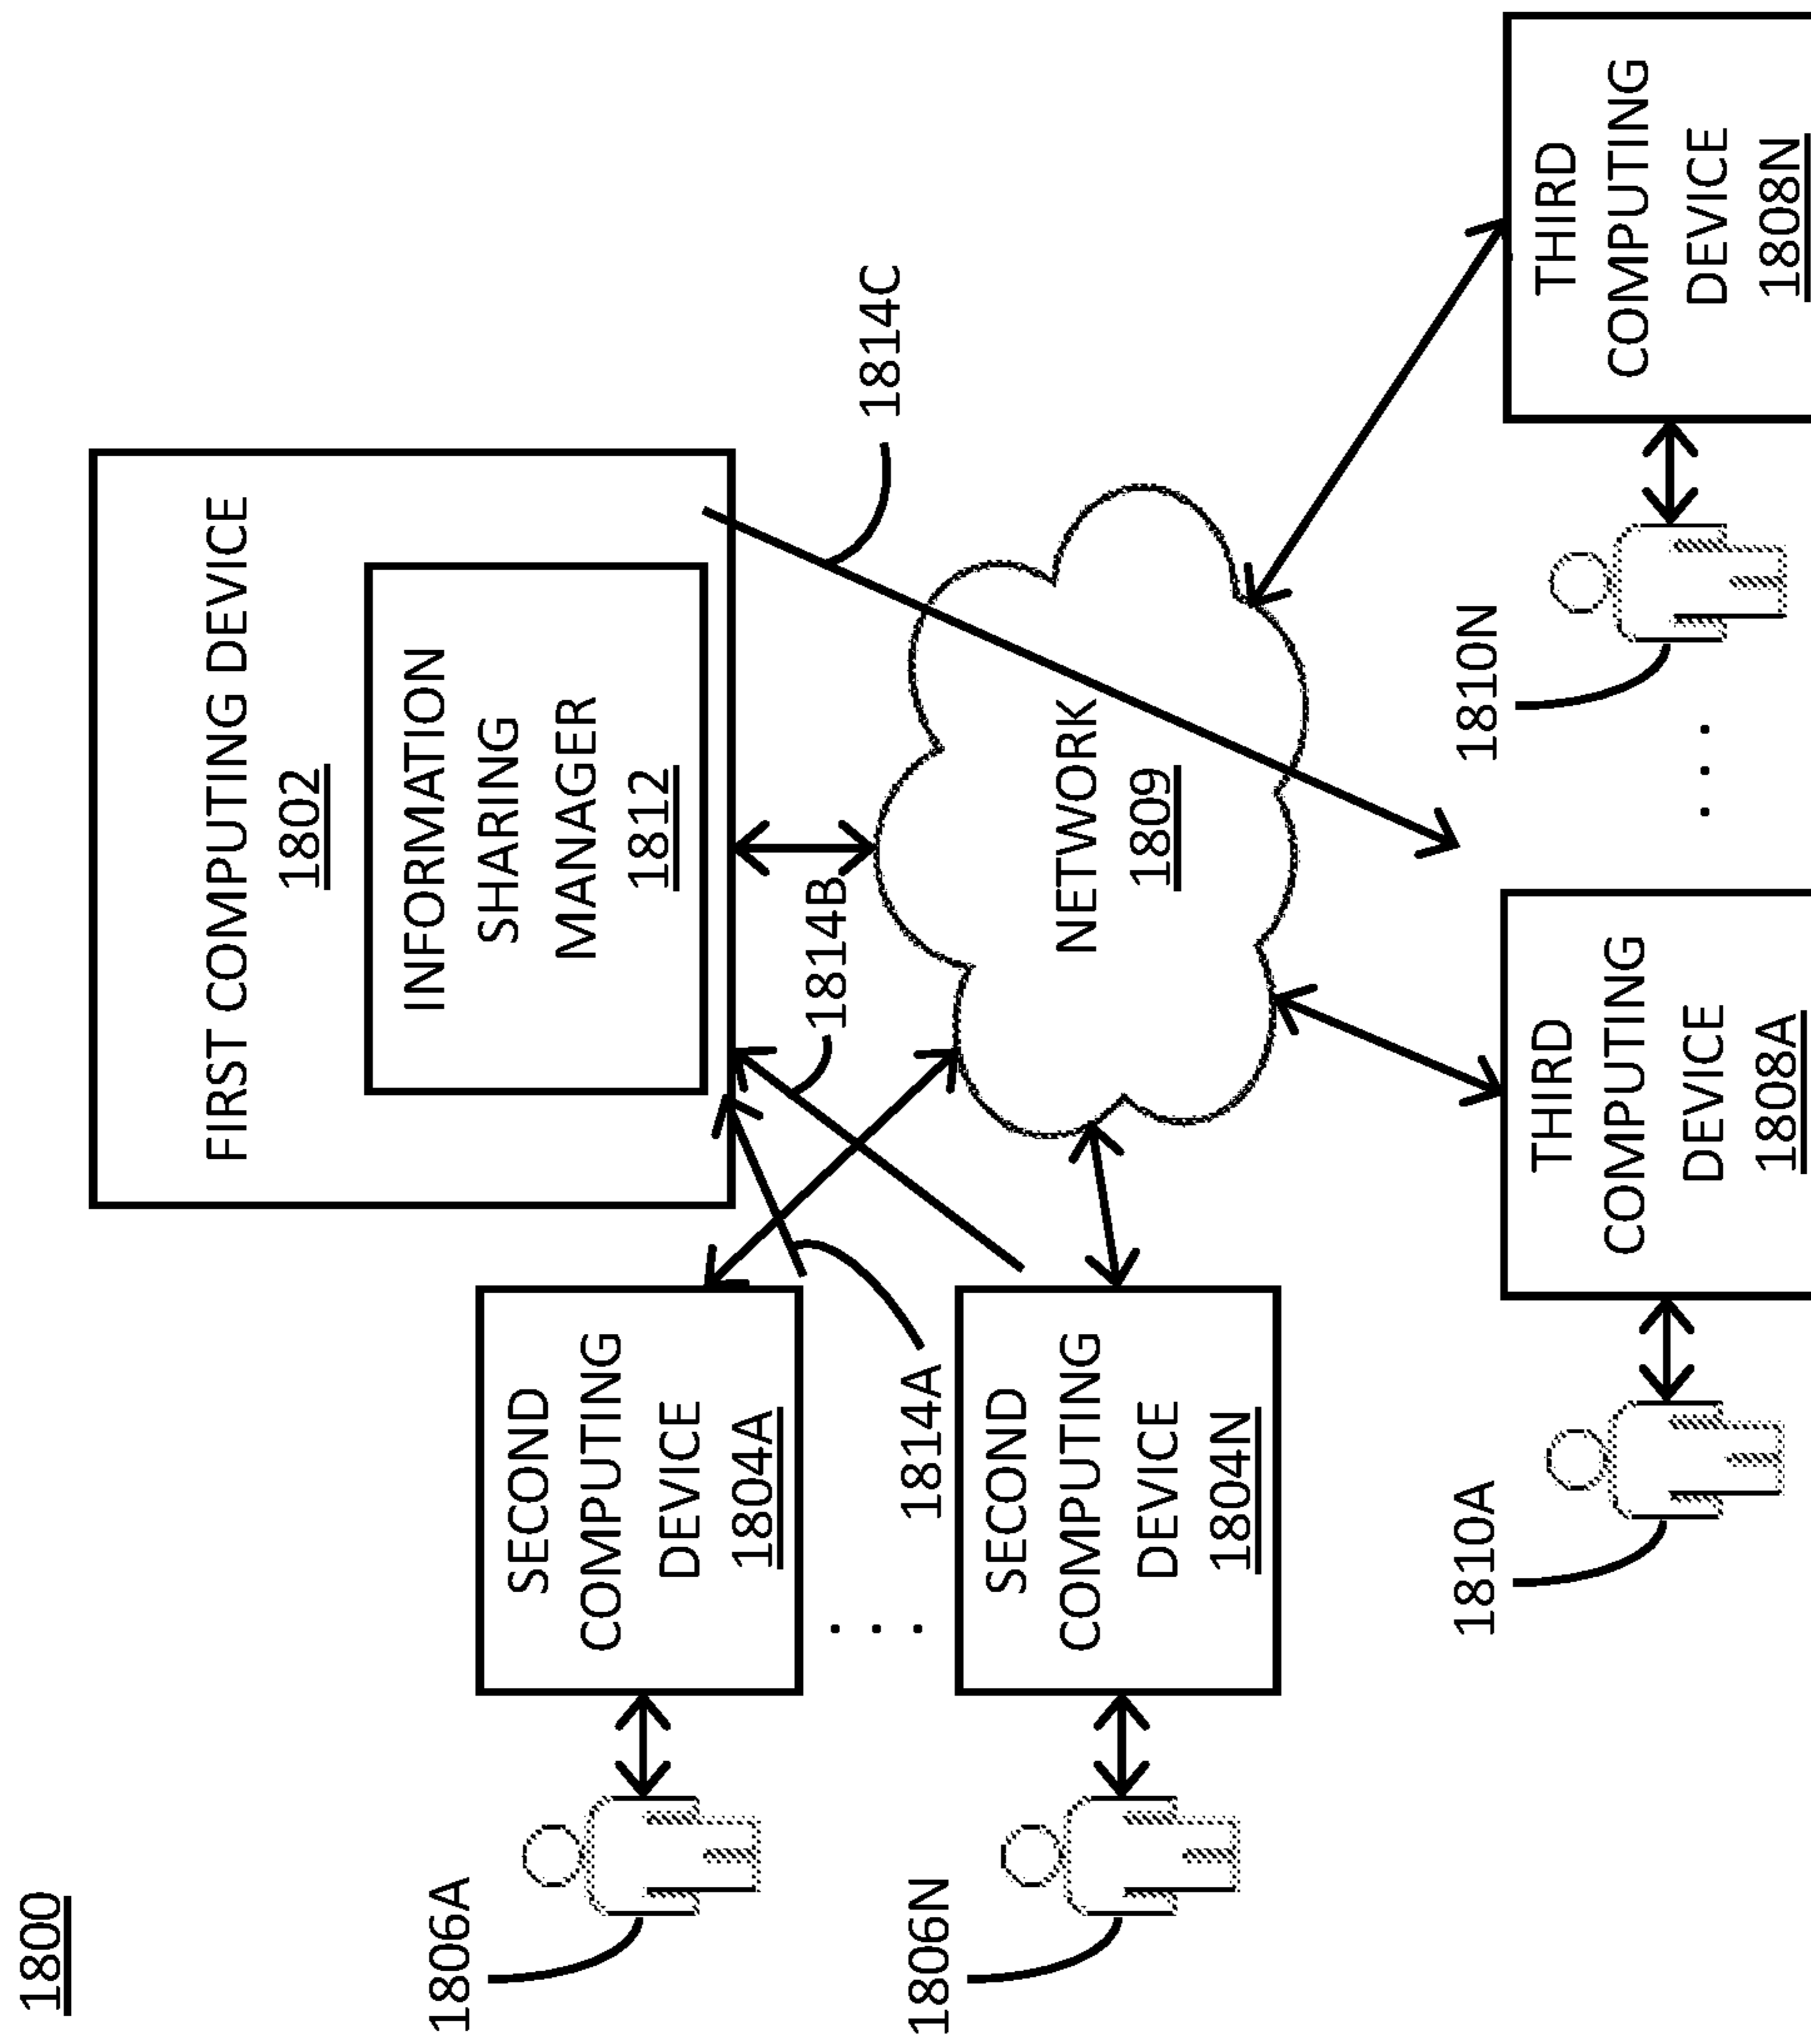 1800
FIRST COMPUTING DEVICE
1802
INFORMATION
SHARING
MANAGER
1812
1806A
SECOND
COMPUTING
DEVICE
1804A
1814B
1814C
. . .
1814A
1806N
SECOND
COMPUTING
DEVICE
1804N
NETWORK
1809
1810A
THIRD
COMPUTING
DEVICE
1808A
. . .
1810N
THIRD
COMPUTING
DEVICE
1808N